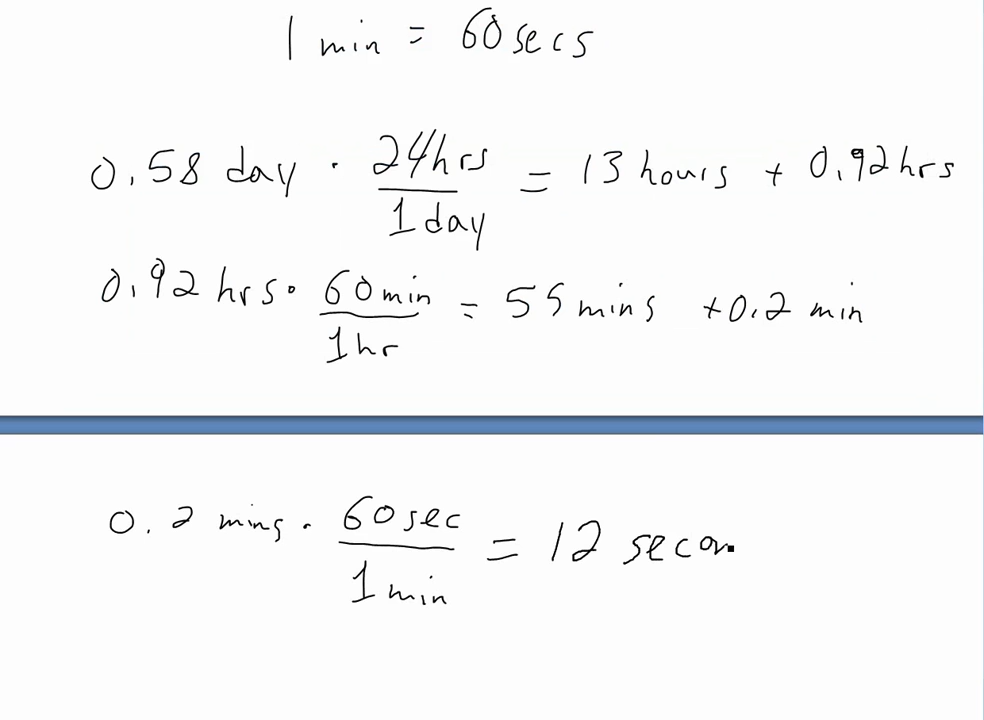 1 min = 60 secs
0.58 day · 24hrs / 1 day = 13 hours + 0.92 hrs
0.92 hrs · 60 min / 1 hr = 55 mins + 0.2 min
0.2 mins · 60 sec / 1 min = 12 secon